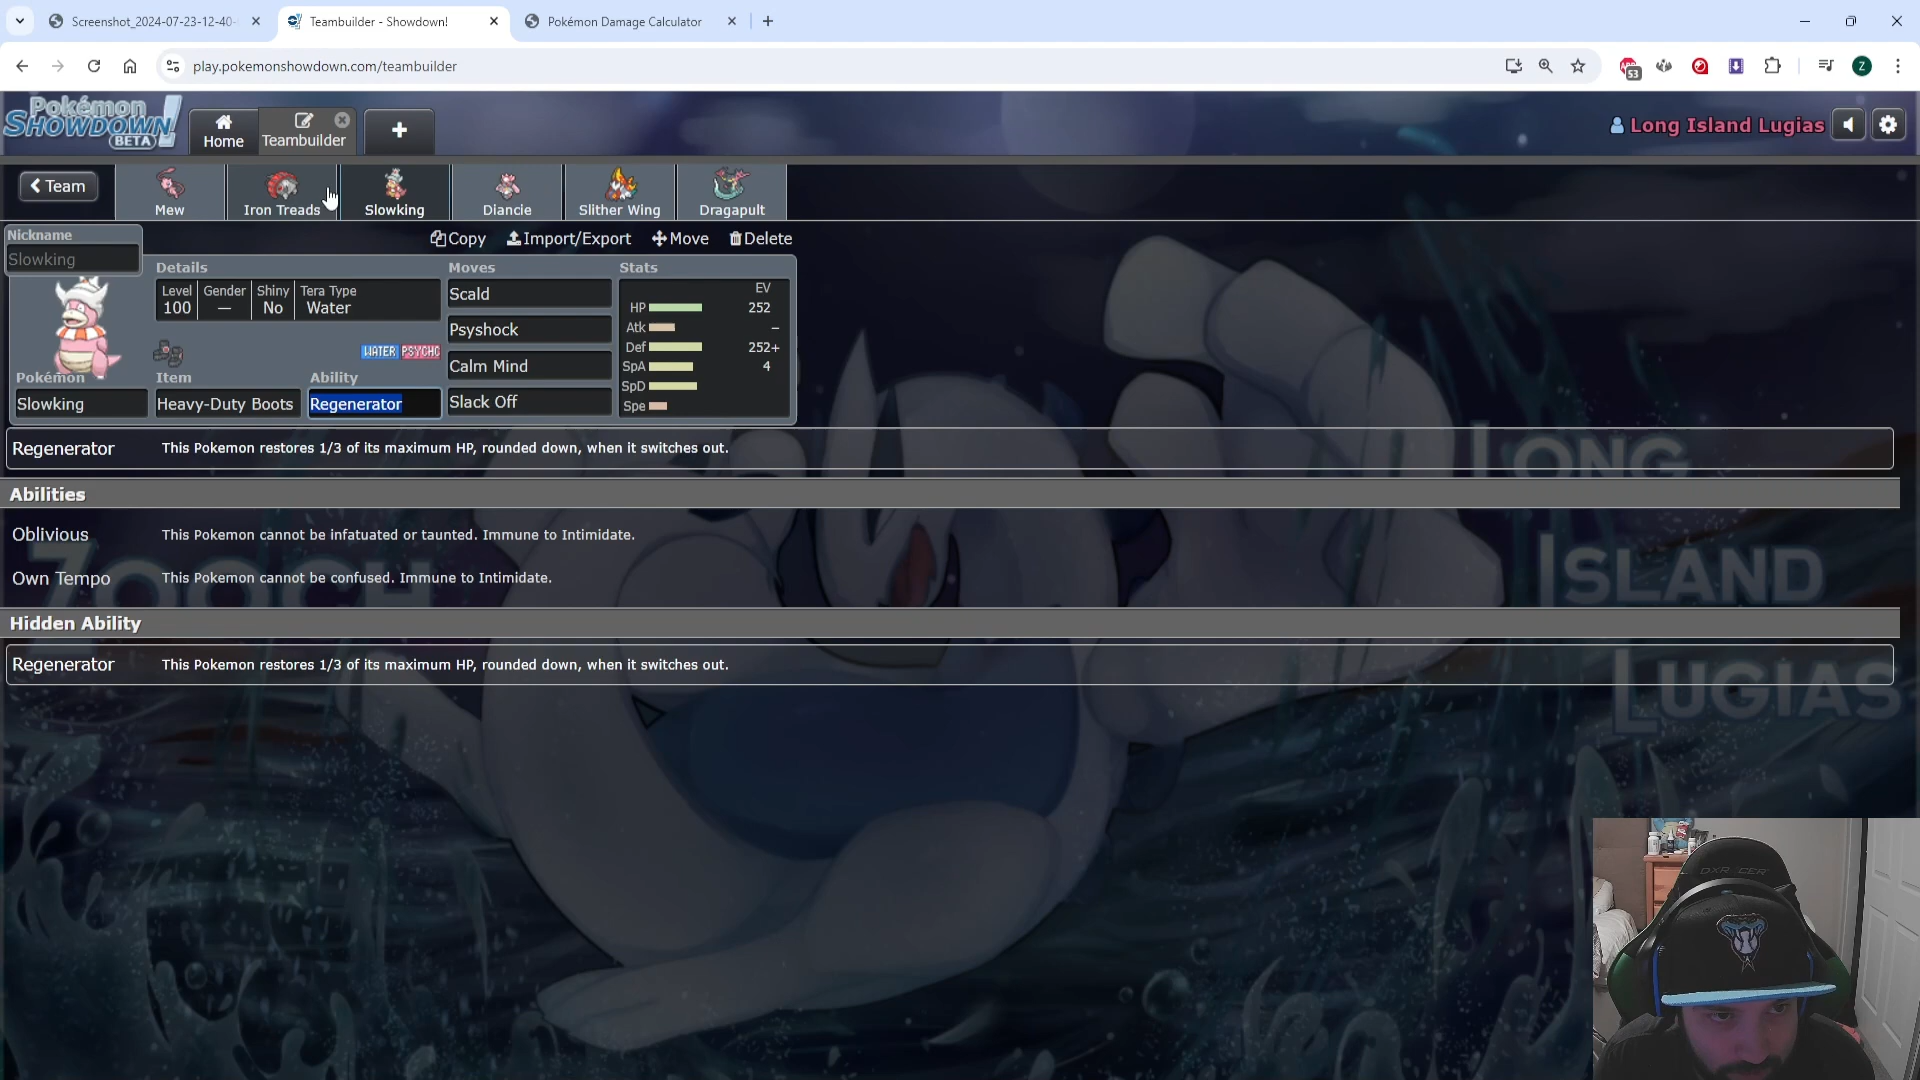 Screenshot_2024-07-23-12-40-
Teambuilder - Showdown!
Pokémon Damage Calculator
play.pokemonshowdown.com/teambuilder
53
Z
Pokémon
SHOWDOWN!
BETA
Home
Teambuilder
Long Island Lugias
Team
Mew
Iron Treads
Slowking
Diancie
Slither Wing
Dragapult
Nickname
Slowking
Copy
Import/Export
Move
Delete
Details
Level
100
Gender
—
Shiny
No
Tera Type
Water
WATER PSYCHC
Pokémon
Slowking
Item
Heavy-Duty Boots
Ability
Regenerator
Moves
Scald
Psyshock
Calm Mind
Slack Off
Stats
EV
HP 252
Atk –
Def 252+
SpA 4
SpD
Spe
Regenerator This Pokemon restores 1/3 of its maximum HP, rounded down, when it switches out.
Abilities
Oblivious This Pokemon cannot be infatuated or taunted. Immune to Intimidate.
Own Tempo This Pokemon cannot be confused. Immune to Intimidate.
Hidden Ability
Regenerator This Pokemon restores 1/3 of its maximum HP, rounded down, when it switches out.
LONG
ISLAND
LUGIAS
ZOOCH
DXRACER